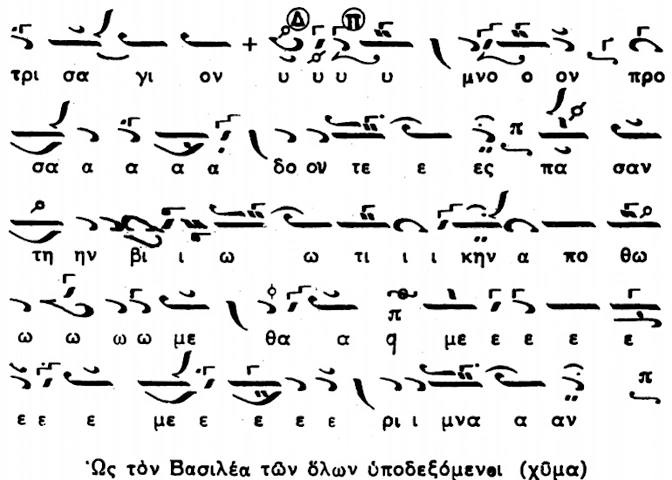 Δ Π
τρι σα γι ον + υ υ υ υ μνο ο ον προ
σα α α α α δο ον τε ε ες π πα σαν
τη ην βι ι ω ω τι ι ι κην α πο θω
ω ω ω ω με θα α π q με ε ε ε ε
ε ε ε με ε ε ε ε ρι ι μνα α αν π
Ὡς τὸν Βασιλέα τῶν ὅλων ὑποδεξόμενοι (χῦμα)